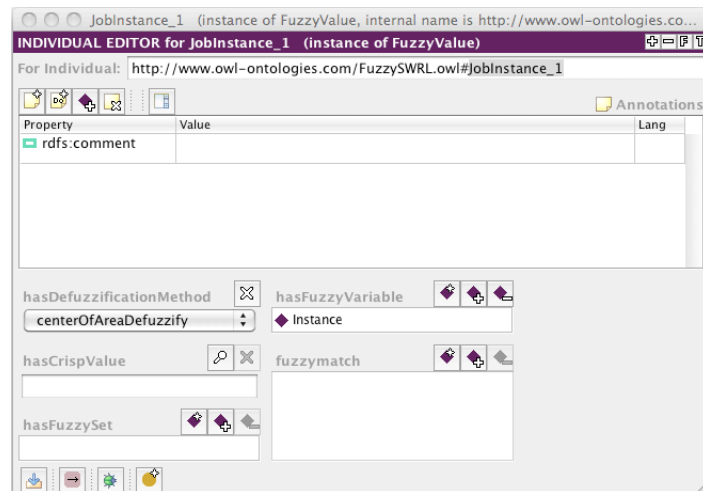 JobInstance_1 (instance of FuzzyValue, internal name is http://www.owl-ontologies.co...
INDIVIDUAL EDITOR for JobInstance_1 (instance of FuzzyValue)
For Individual: http://www.owl-ontologies.com/FuzzySWRL.owl#JobInstance_1
Annotations
Property Value Lang
rdfs:comment
hasDefuzzificationMethod hasFuzzyVariable
centerOfAreaDefuzzify Instance
hasCrispValue fuzzymatch
hasFuzzySet